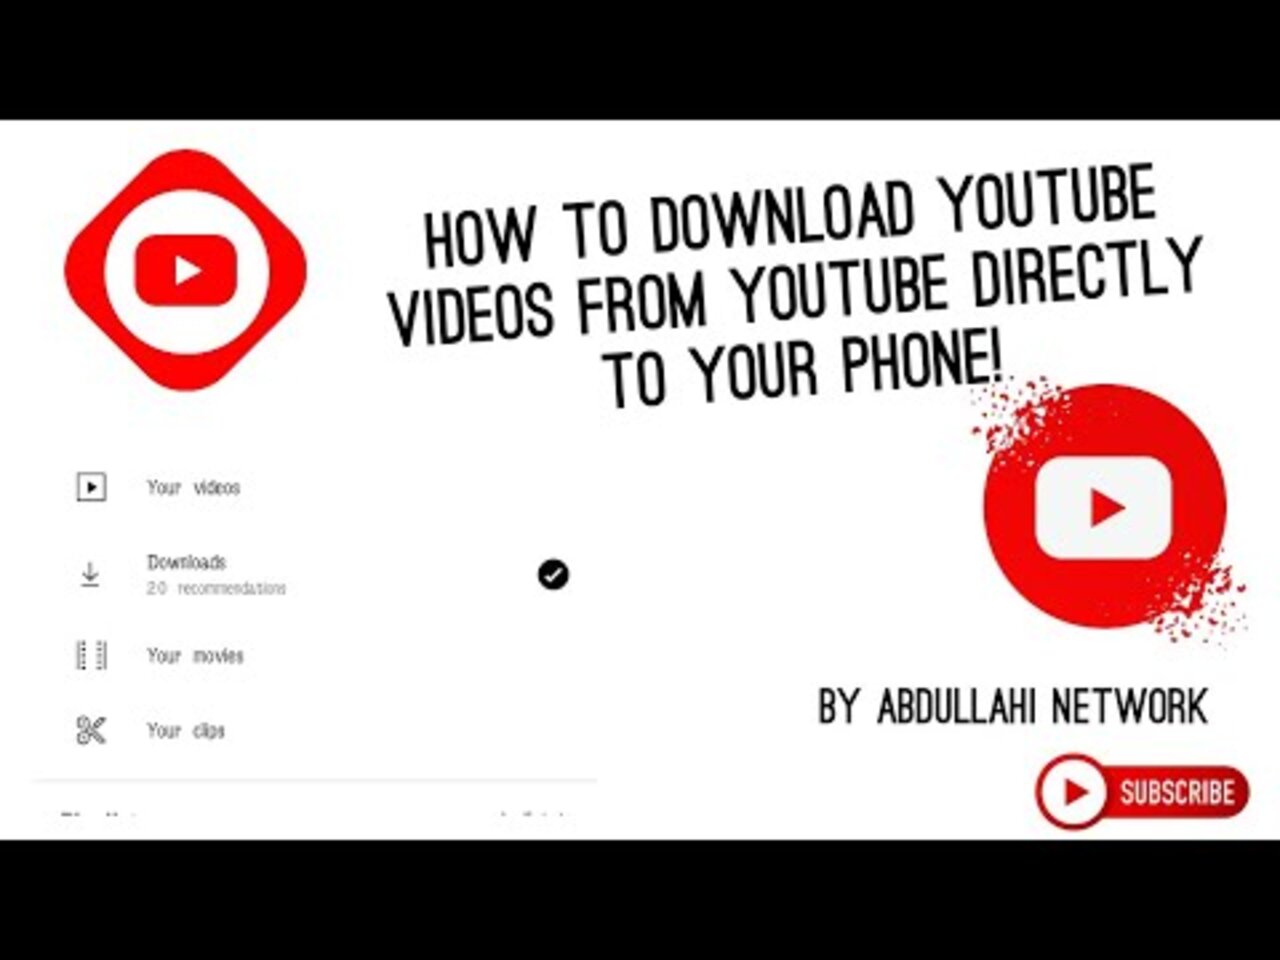 HOW TO DOWNLOAD YOUTUBE
VIDEOS FROM YOUTUBE DIRECTLY
TO YOUR PHONE!
Your videos
Downloads
20 recommendations
Your movies
Your clips
BY ABDULLAHI NETWORK
SUBSCRIBE